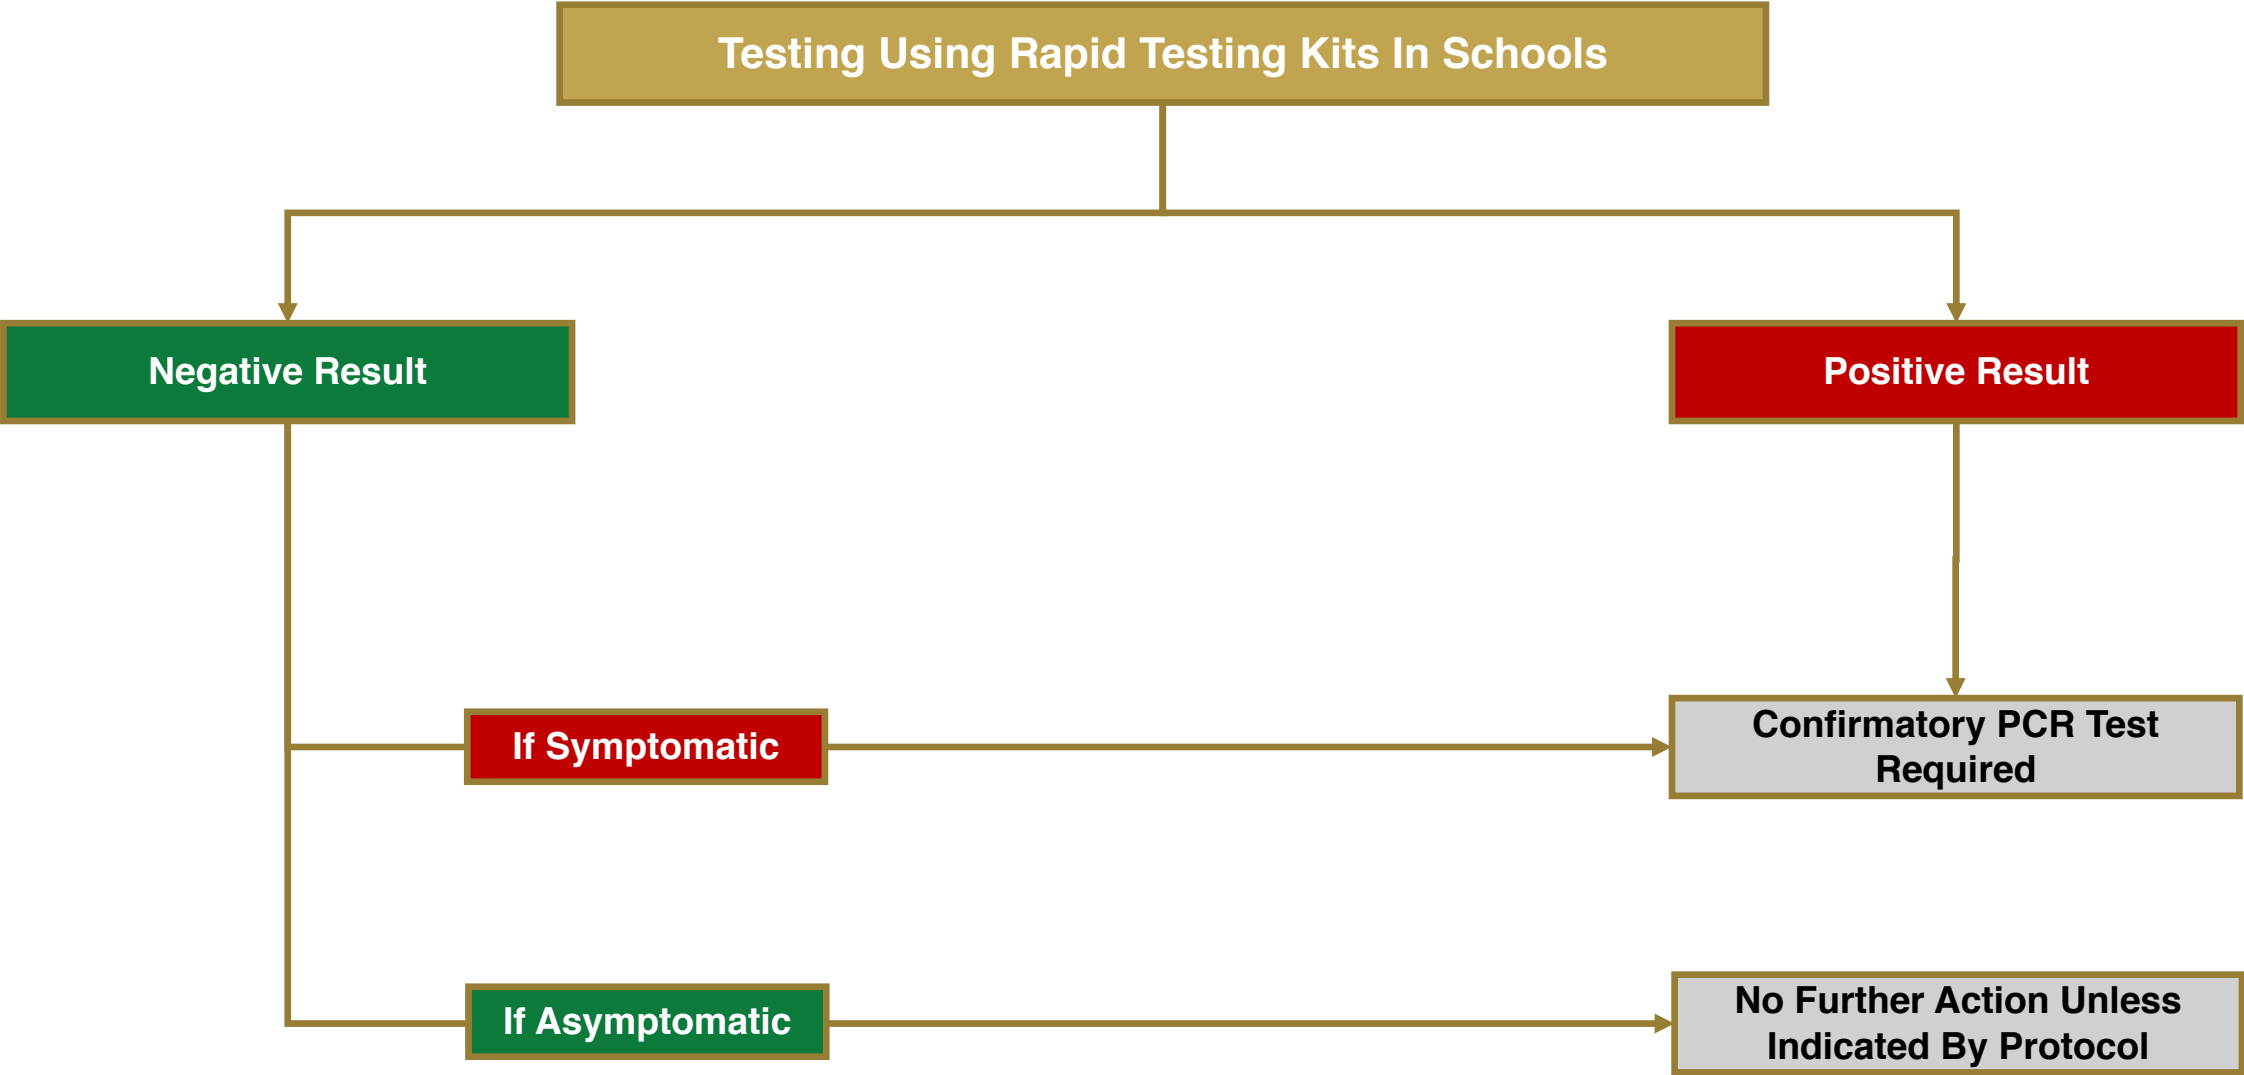 Testing Using Rapid Testing Kits In Schools
Negative Result
Positive Result
If Symptomatic
Confirmatory PCR Test
Required
If Asymptomatic
No Further Action Unless
Indicated By Protocol